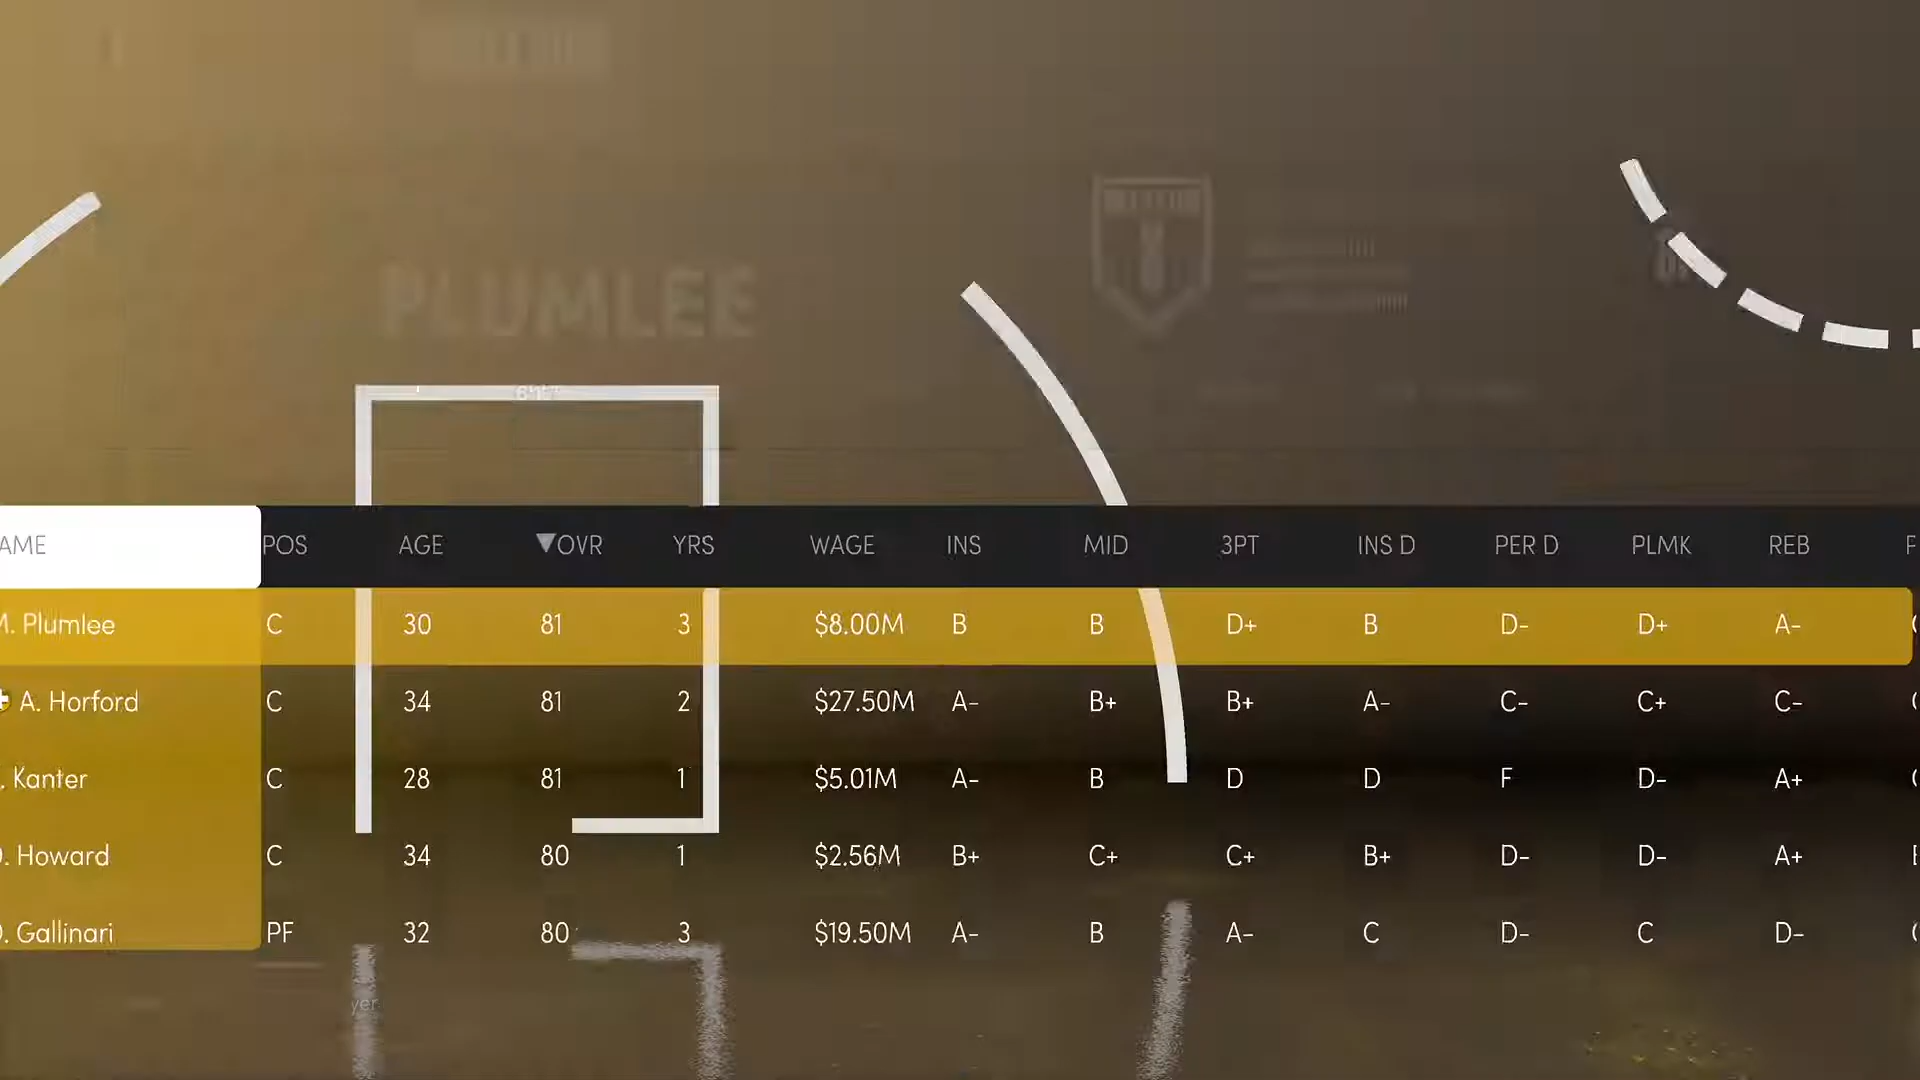 PLUMLEE
AME POS AGE ▼OVR YRS WAGE INS MID 3PT INS D PER D PLMK REB
M. Plumlee C 30 81 3 $8.00M B B D+ B D- D+ A-
A. Horford C 34 81 2 $27.50M A- B+ B+ A- C- C+ C-
. Kanter C 28 81 1 $5.01M A- B D D F D- A+
. Howard C 34 80 1 $2.56M B+ C+ C+ B+ D- D- A+
. Gallinari PF 32 80 3 $19.50M A- B A- C D- C D-
yer